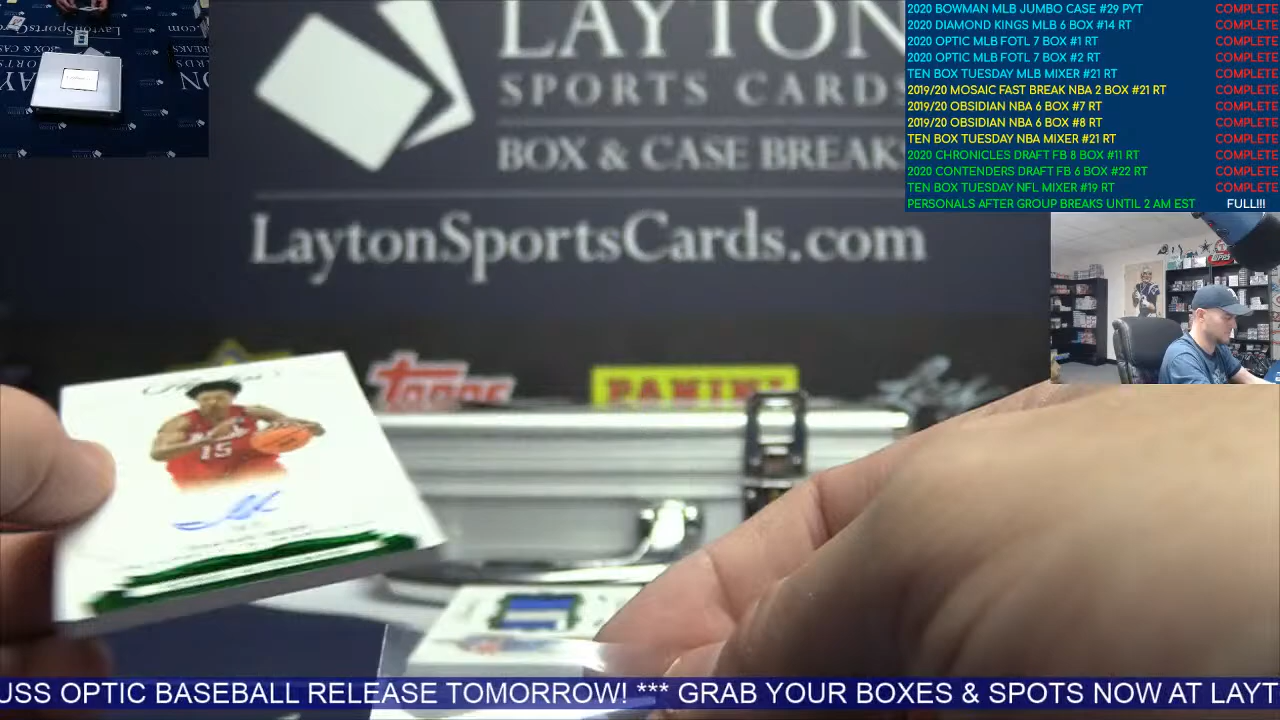 LAYTON
SPORTS CARDS
BOX & CASE BREAK
LaytonSportsCards.com
2020 BOWMAN MLB JUMBO CASE #29 PYT COMPLETE
2020 DIAMOND KINGS MLB 6 BOX #14 RT COMPLETE
2020 OPTIC MLB FOTL 7 BOX #1 RT COMPLETE
2020 OPTIC MLB FOTL 7 BOX #2 RT COMPLETE
TEN BOX TUESDAY MLB MIXER #21 RT COMPLETE
2019/20 MOSAIC FAST BREAK NBA 2 BOX #21 RT COMPLETE
2019/20 OBSIDIAN NBA 6 BOX #7 RT COMPLETE
2019/20 OBSIDIAN NBA 6 BOX #8 RT COMPLETE
TEN BOX TUESDAY NBA MIXER #21 RT COMPLETE
2020 CHRONICLES DRAFT FB 8 BOX #11 RT COMPLETE
2020 CONTENDERS DRAFT FB 6 BOX #22 RT COMPLETE
TEN BOX TUESDAY NFL MIXER #19 RT COMPLETE
PERSONALS AFTER GROUP BREAKS UNTIL 2 AM EST FULL!!!
topps
PANINI
Leaf
15
USS OPTIC BASEBALL RELEASE TOMORROW! *** GRAB YOUR BOXES & SPOTS NOW AT LAYT